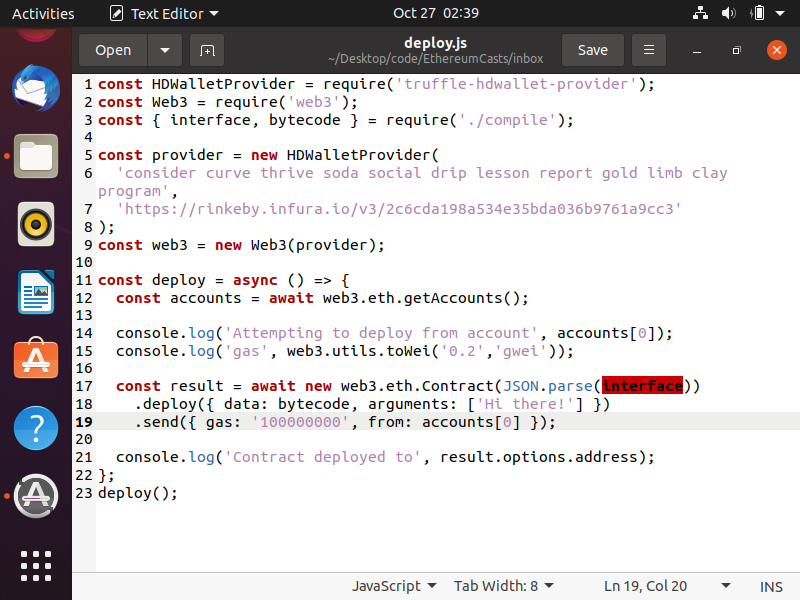 Activities Text Editor Oct 27 02:39
Open deploy.js Save
~/Desktop/code/EthereumCasts/inbox
1 const HDWalletProvider = require('truffle-hdwallet-provider');
2 const Web3 = require('web3');
3 const { interface, bytecode } = require('./compile');
4
5 const provider = new HDWalletProvider(
6   'consider curve thrive soda social drip lesson report gold limb clay
program',
7   'https://rinkeby.infura.io/v3/2c6cda198a534e35bda036b9761a9cc3'
8 );
9 const web3 = new Web3(provider);
10
11 const deploy = async () => {
12   const accounts = await web3.eth.getAccounts();
13
14   console.log('Attempting to deploy from account', accounts[0]);
15   console.log('gas', web3.utils.toWei('0.2','gwei'));
16
17   const result = await new web3.eth.Contract(JSON.parse(interface))
18     .deploy({ data: bytecode, arguments: ['Hi there!'] })
19     .send({ gas: '100000000', from: accounts[0] });
20
21   console.log('Contract deployed to', result.options.address);
22 };
23 deploy();
JavaScript Tab Width: 8 Ln 19, Col 20 INS